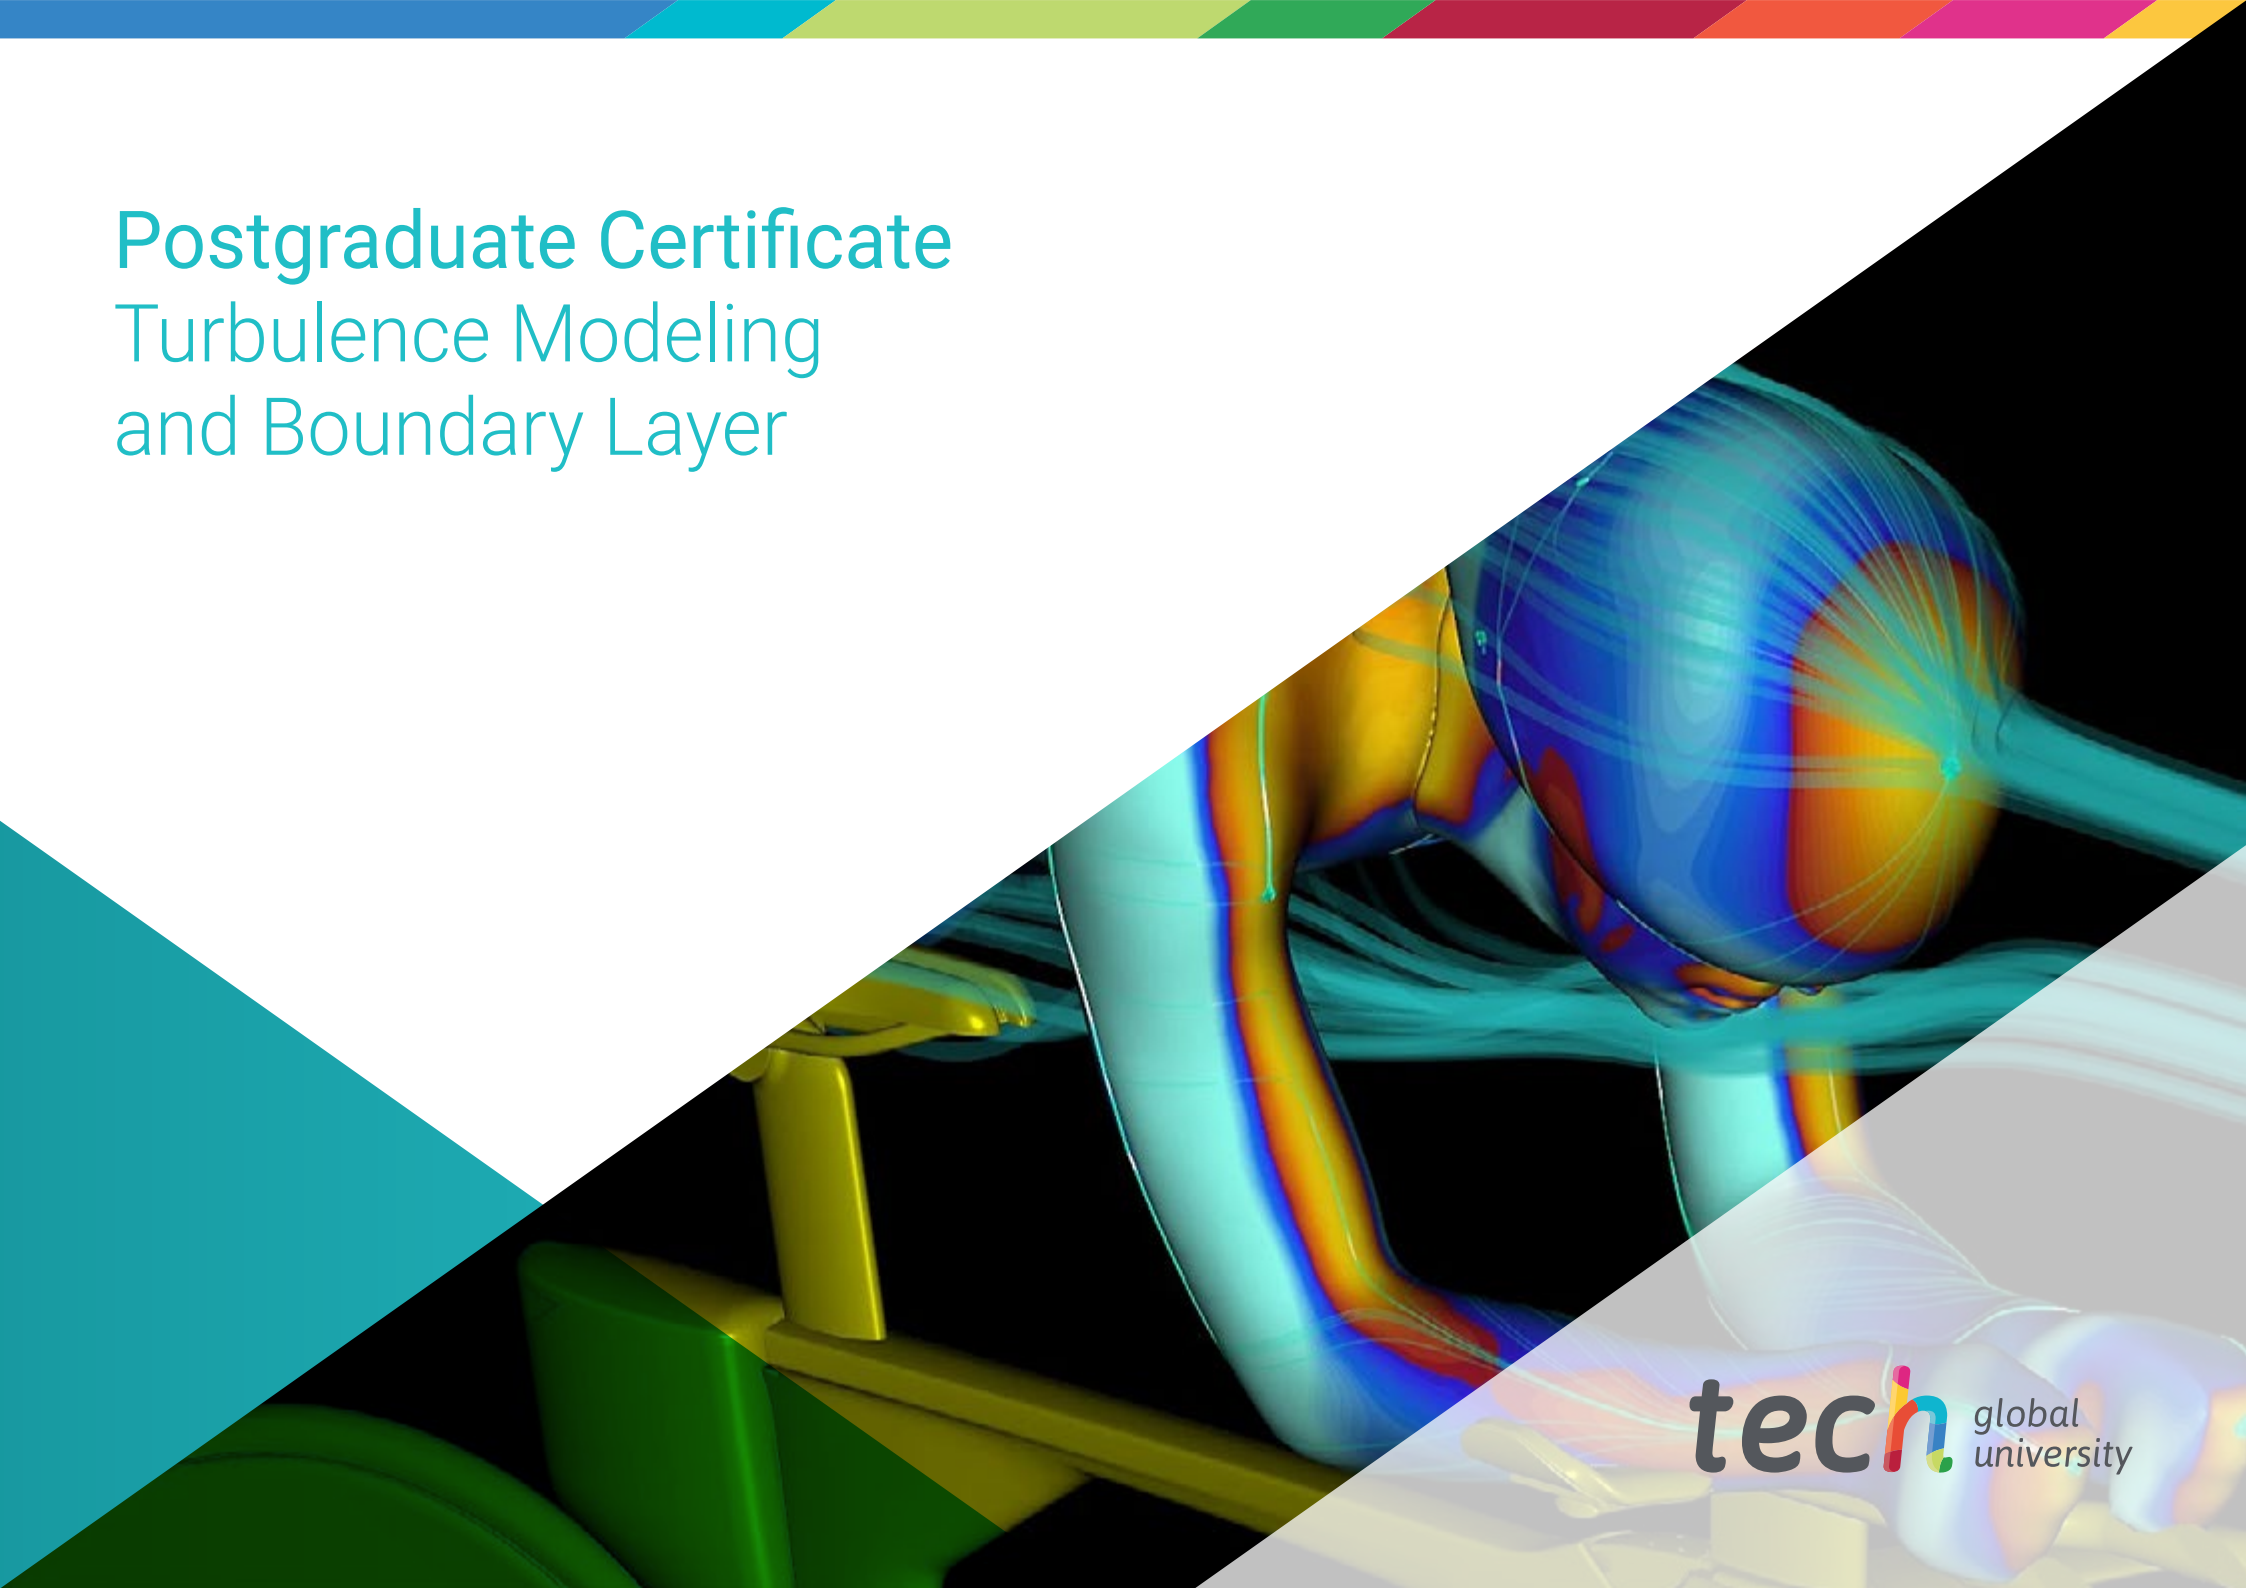 Postgraduate Certificate
Turbulence Modeling
and Boundary Layer
tech global
university